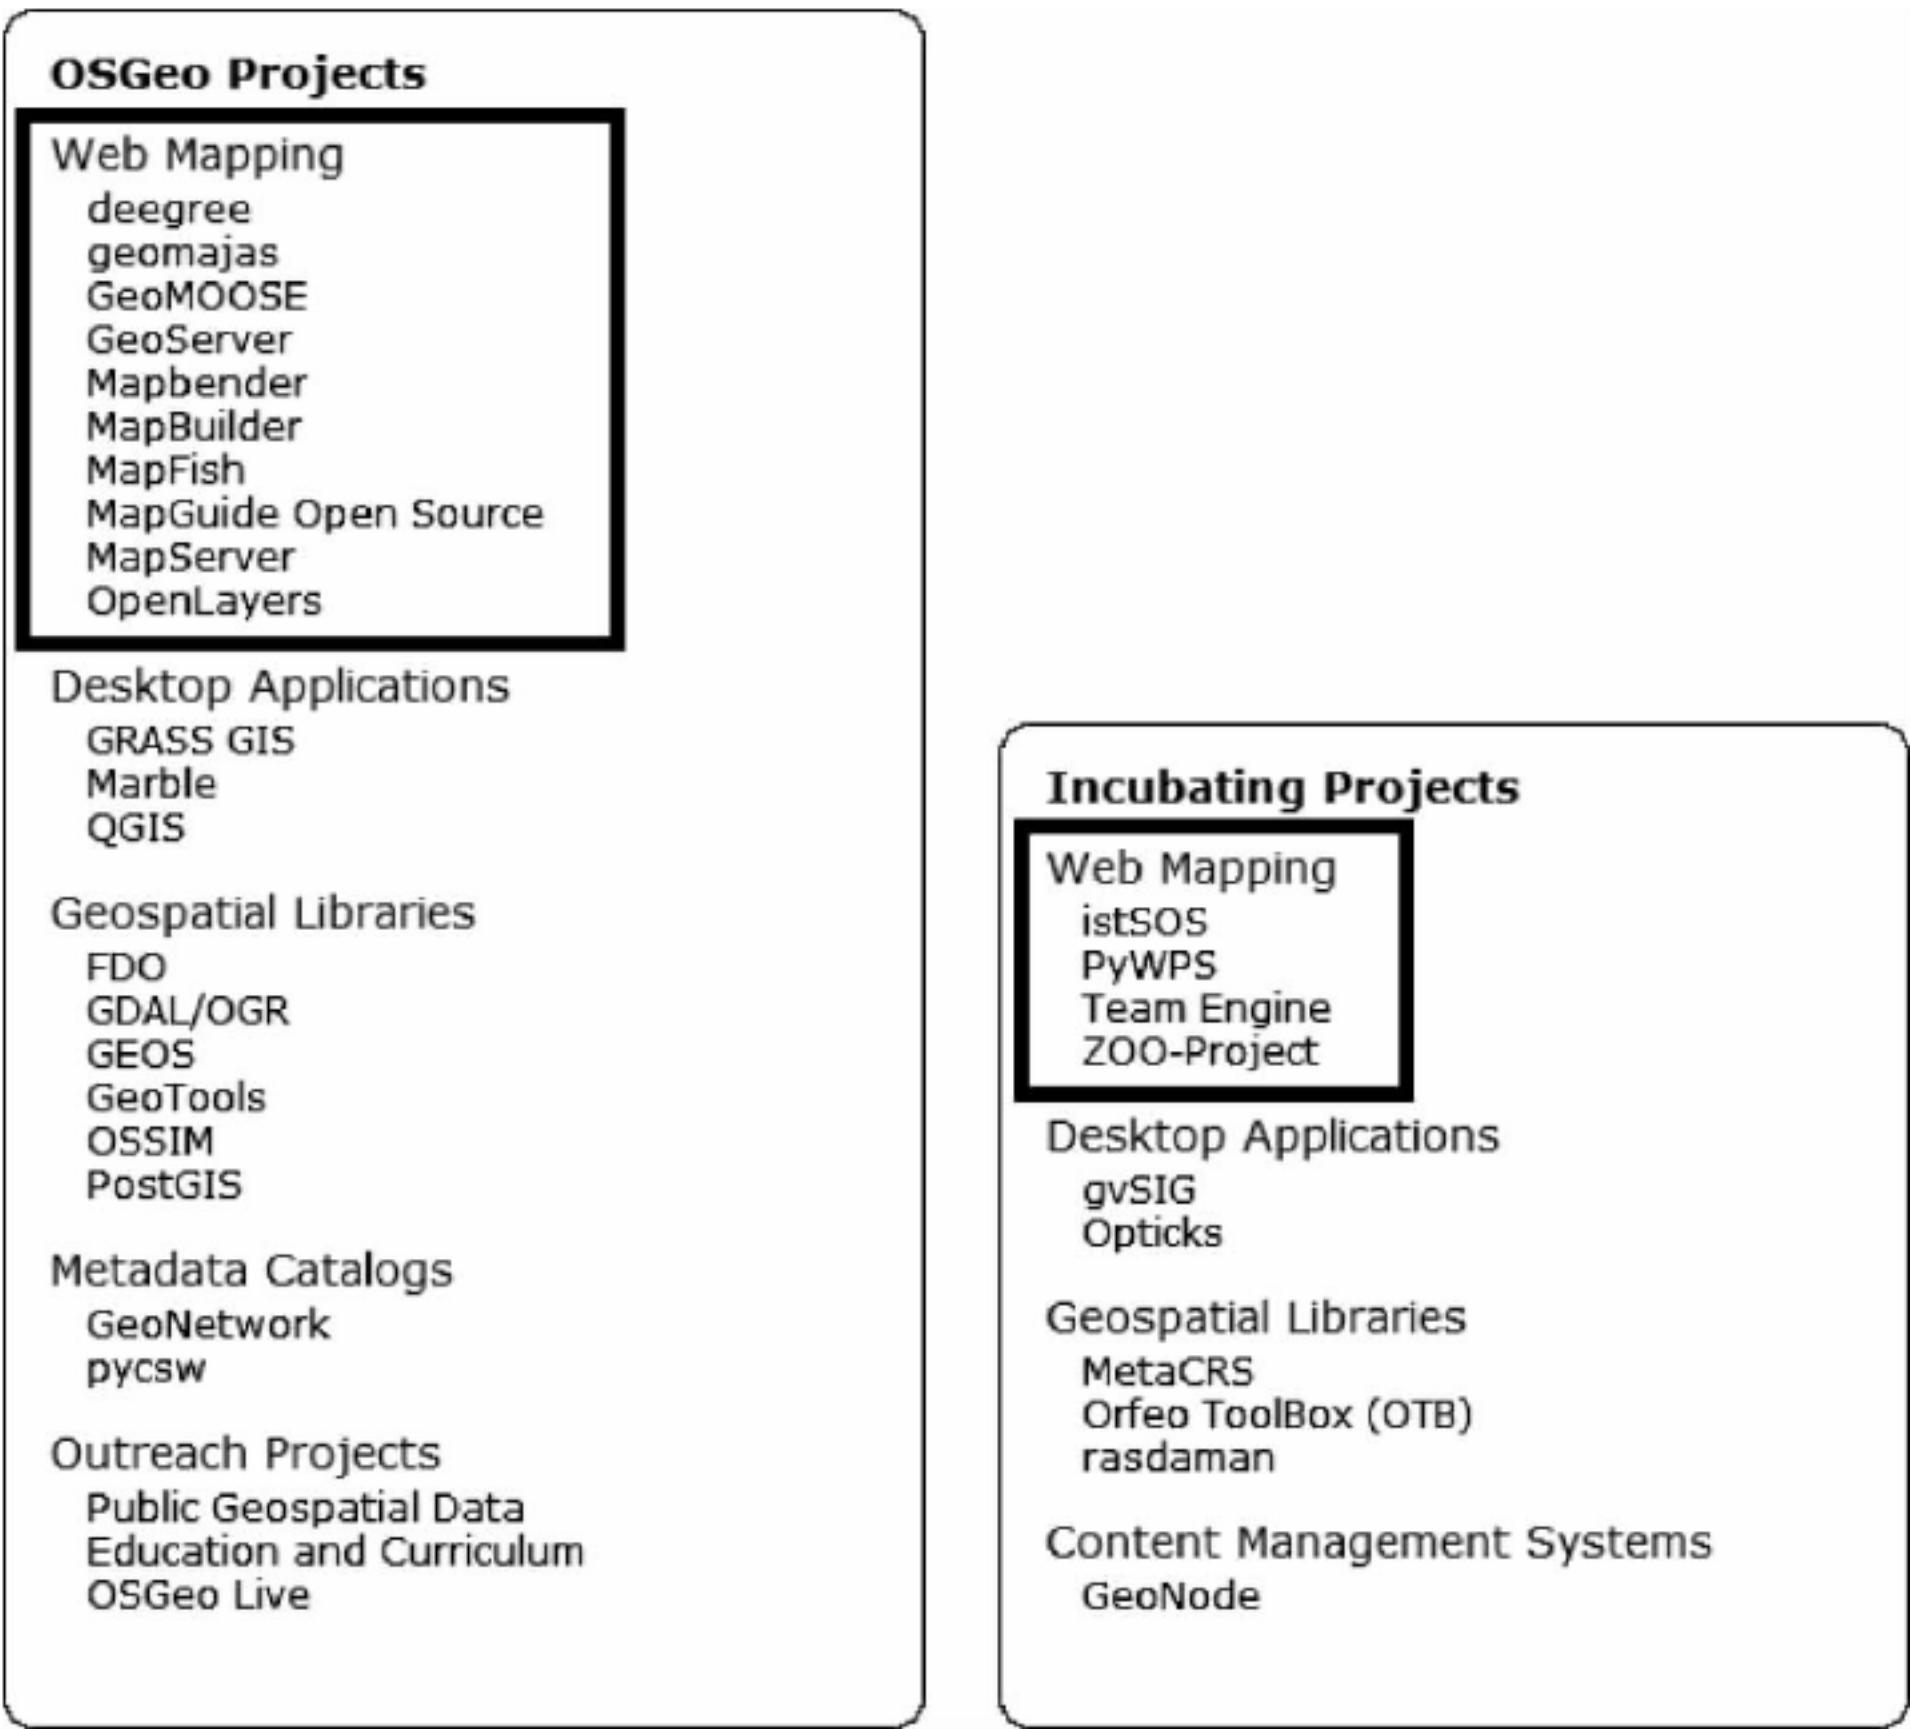 OSGeo Projects
Web Mapping
deegree
geomajas
GeoMOOSE
GeoServer
Mapbender
MapBuilder
MapFish
MapGuide Open Source
MapServer
OpenLayers
Desktop Applications
GRASS GIS
Marble
QGIS
Geospatial Libraries
FDO
GDAL/OGR
GEOS
GeoTools
OSSIM
PostGIS
Metadata Catalogs
GeoNetwork
pycsw
Outreach Projects
Public Geospatial Data
Education and Curriculum
OSGeo Live
Incubating Projects
Web Mapping
istSOS
PyWPS
Team Engine
ZOO-Project
Desktop Applications
gvSIG
Opticks
Geospatial Libraries
MetaCRS
Orfeo ToolBox (OTB)
rasdaman
Content Management Systems
GeoNode